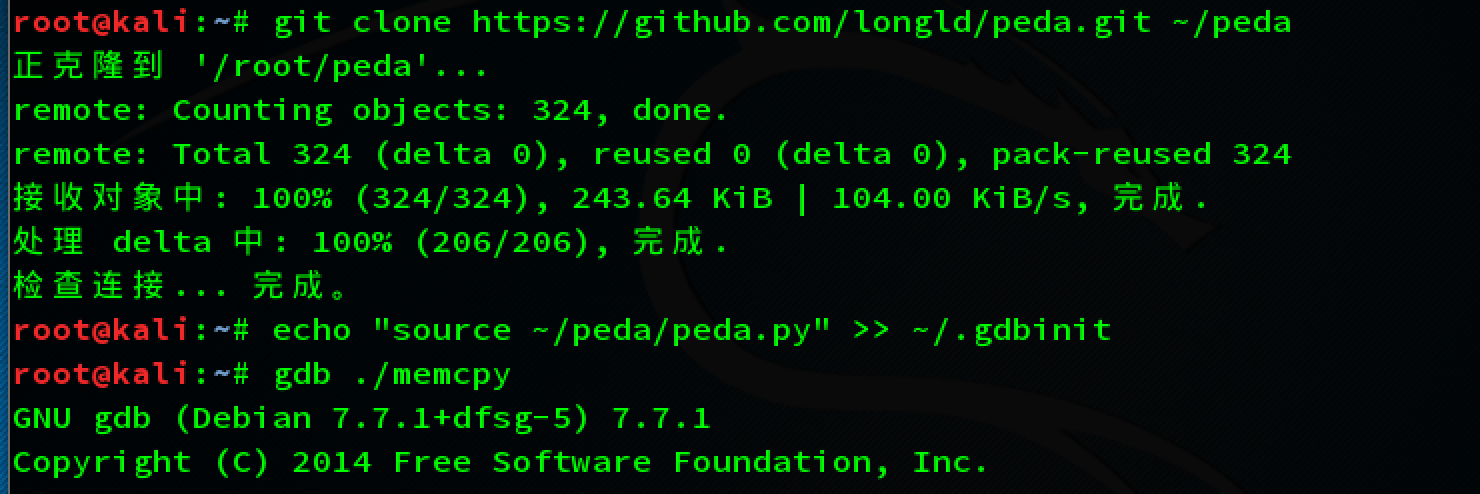 root@kali:~# git clone https://github.com/longld/peda.git ~/peda
正克隆到 '/root/peda'...
remote: Counting objects: 324, done.
remote: Total 324 (delta 0), reused 0 (delta 0), pack-reused 324
接收对象中: 100% (324/324), 243.64 KiB | 104.00 KiB/s, 完成.
处理 delta 中: 100% (206/206), 完成.
检查连接... 完成。
root@kali:~# echo "source ~/peda/peda.py" >> ~/.gdbinit
root@kali:~# gdb ./memcpy
GNU gdb (Debian 7.7.1+dfsg-5) 7.7.1
Copyright (C) 2014 Free Software Foundation, Inc.